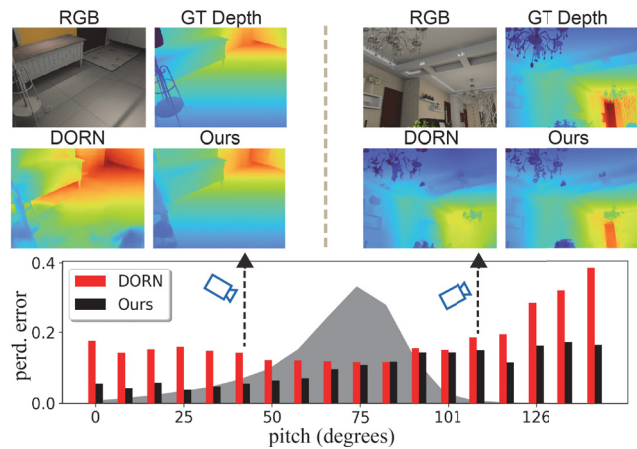 RGB GT Depth RGB GT Depth
DORN Ours DORN Ours
0.4
DORN
Ours
0.2
0.0
perd. error
0 25 50 75 101 126
pitch (degrees)